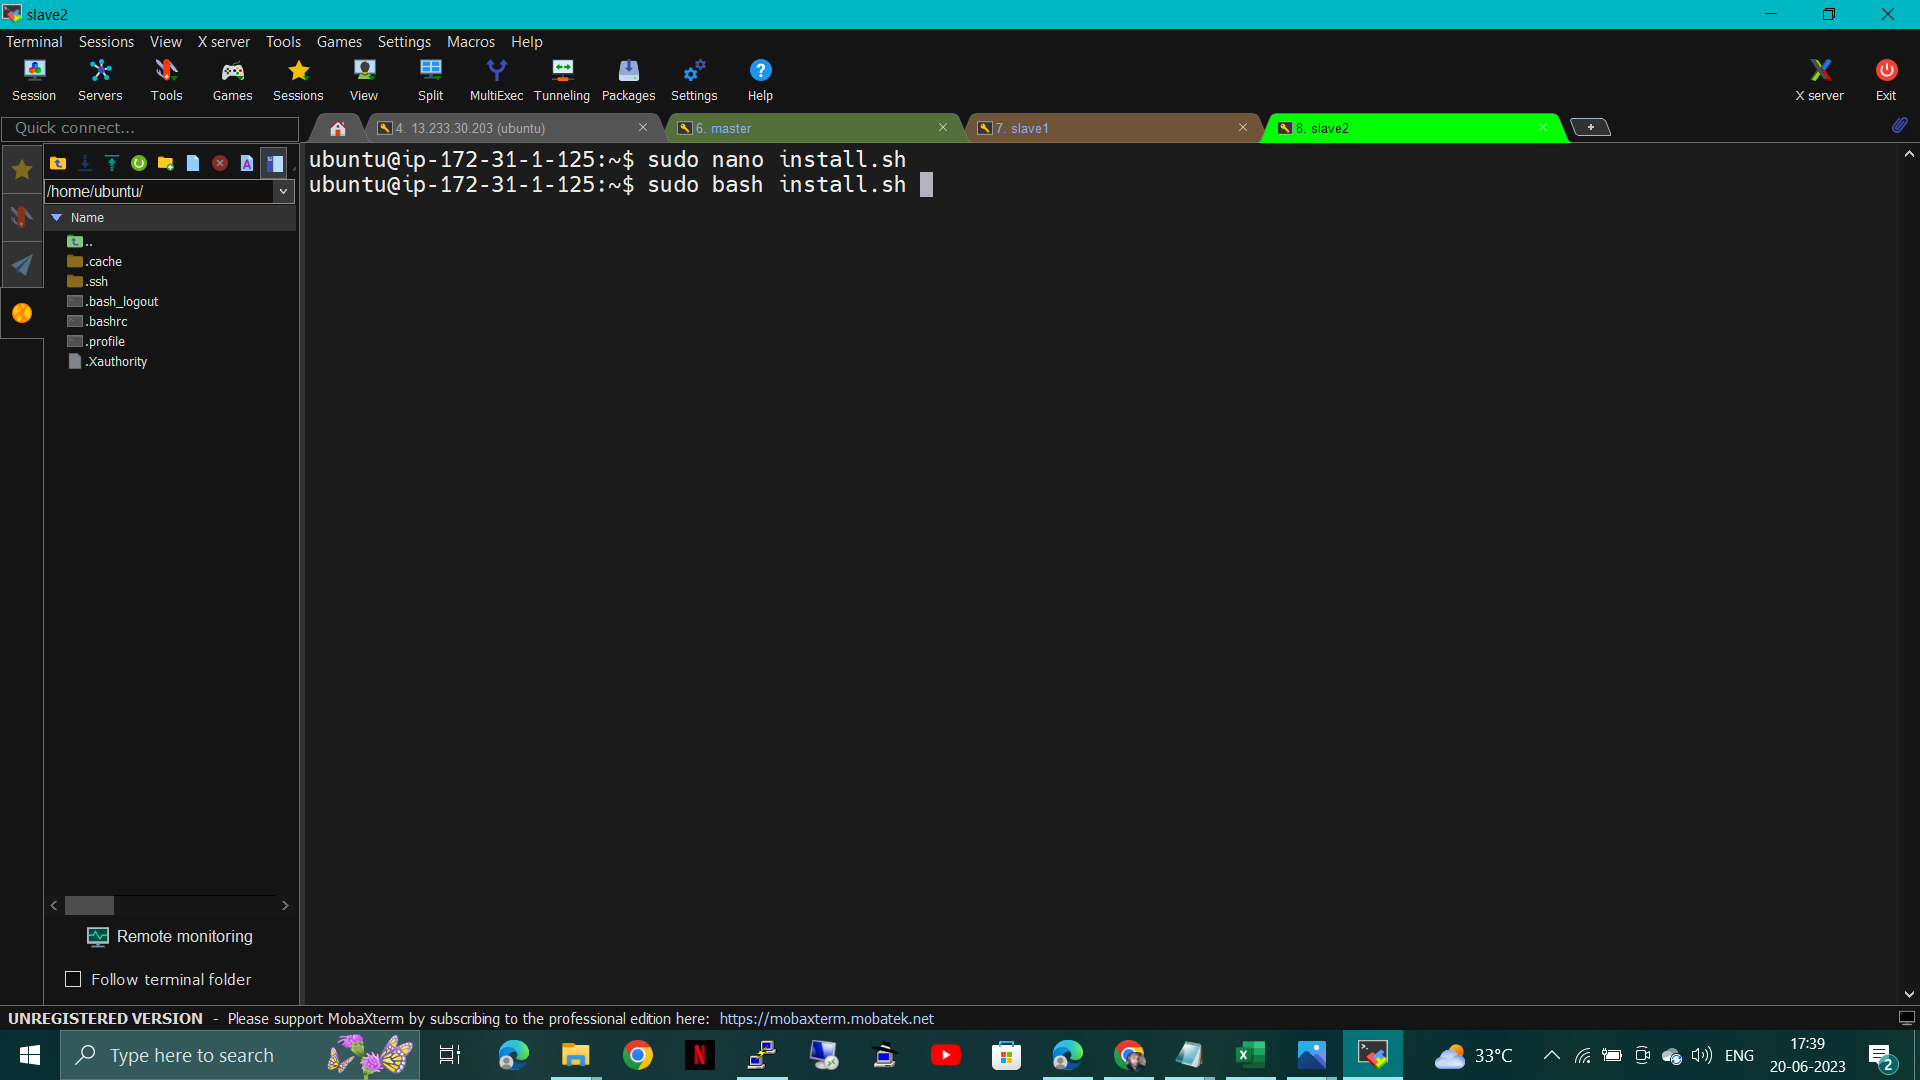 slave2
Terminal Sessions View X server Tools Games Settings Macros Help
Session Servers Tools Games Sessions View Split MultiExec Tunneling Packages Settings Help X server Exit
Quick connect...
4. 13.233.30.203 (ubuntu) 6. master 7. slave1 8. slave2
/home/ubuntu/
Name
..
.cache
.ssh
.bash_logout
.bashrc
.profile
.Xauthority
ubuntu@ip-172-31-1-125:~$ sudo nano install.sh
ubuntu@ip-172-31-1-125:~$ sudo bash install.sh
Remote monitoring
Follow terminal folder
UNREGISTERED VERSION - Please support MobaXterm by subscribing to the professional edition here: https://mobaxterm.mobatek.net
Type here to search
33°C
ENG
17:39
20-06-2023
2